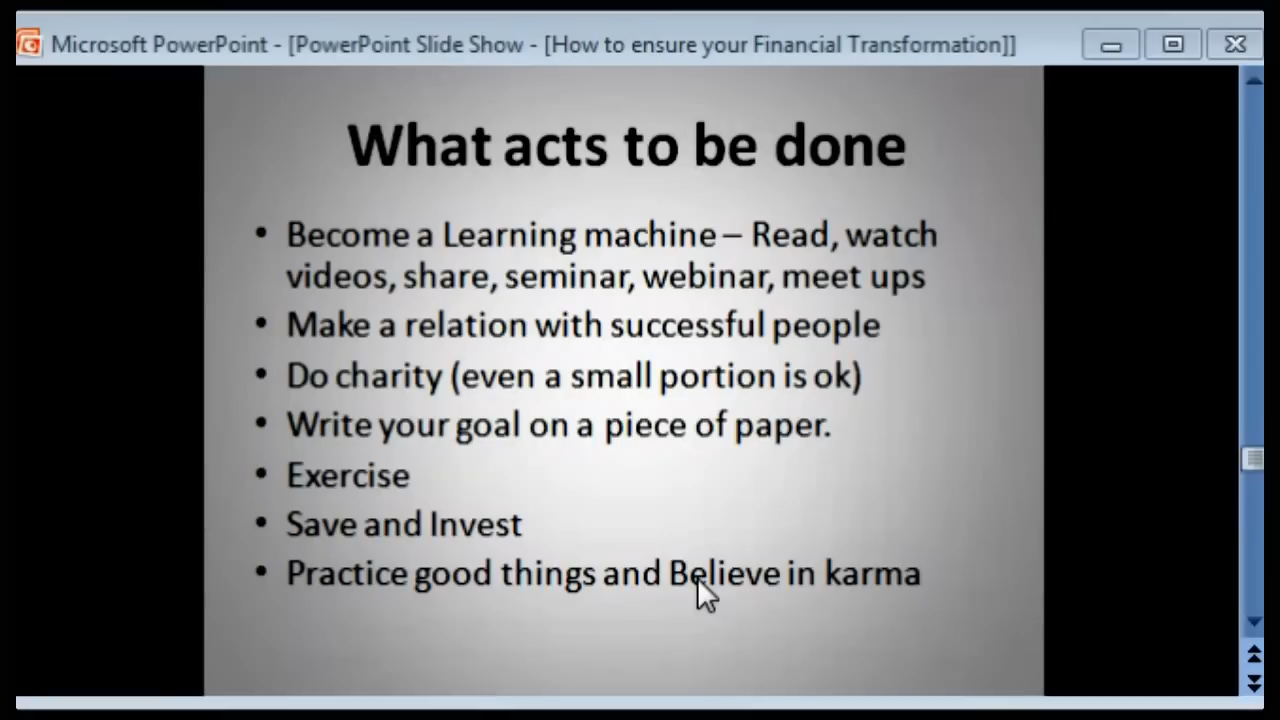 Microsoft PowerPoint - [PowerPoint Slide Show - [How to ensure your Financial Transformation]]
What acts to be done
• Become a Learning machine – Read, watch
videos, share, seminar, webinar, meet ups
• Make a relation with successful people
• Do charity (even a small portion is ok)
• Write your goal on a piece of paper.
• Exercise
• Save and Invest
• Practice good things and Believe in karma